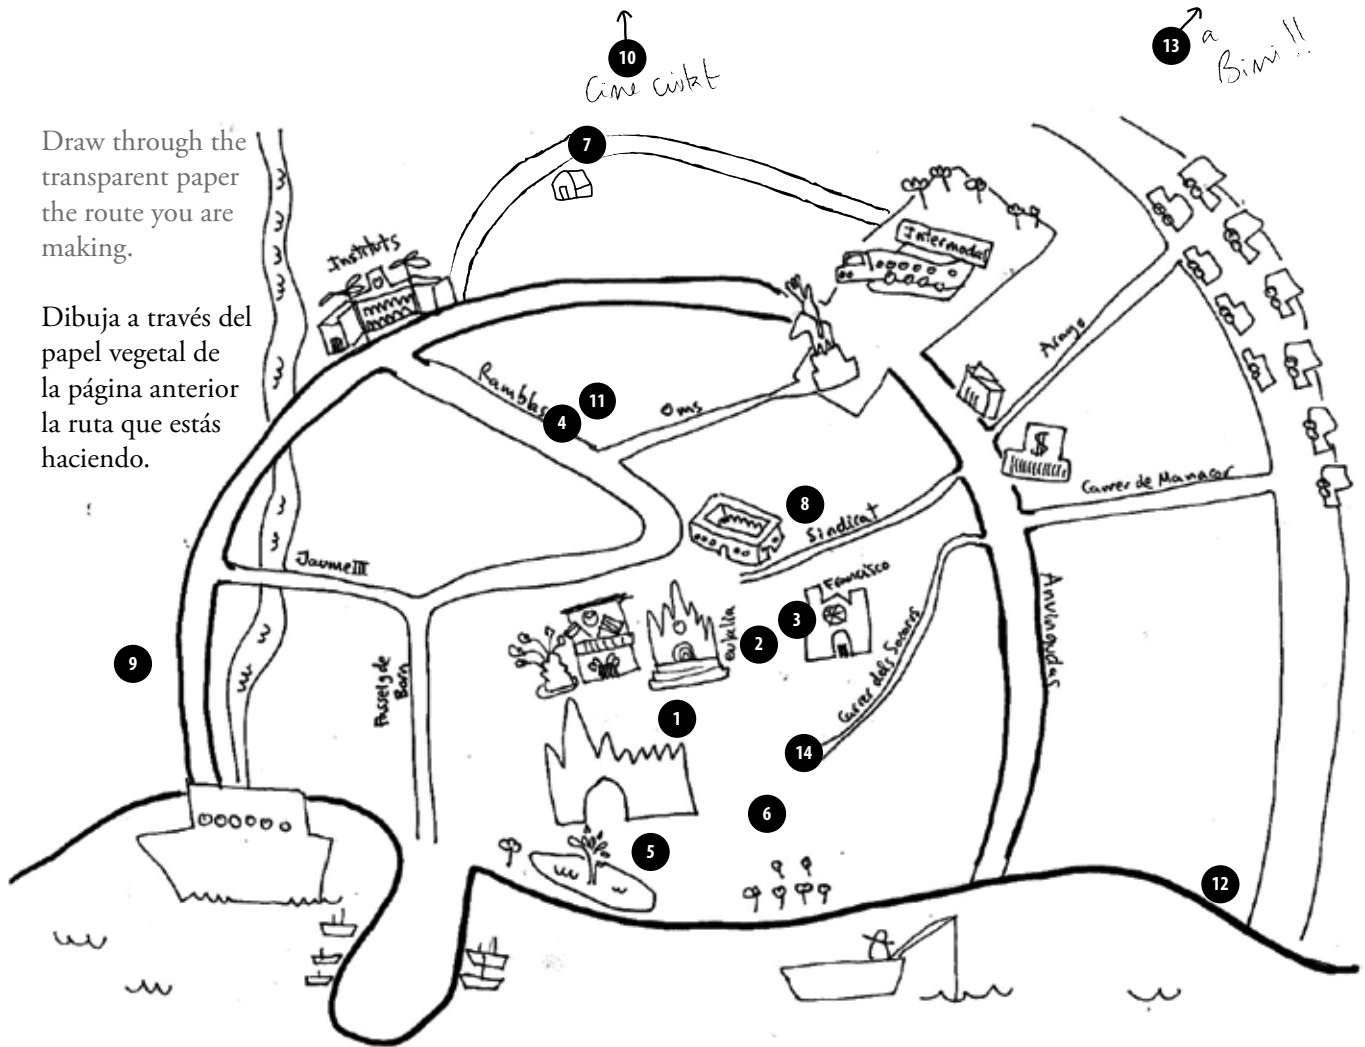 10
Cine ciutat
13
a
Bini!!
7
Draw through the
transparent paper
the route you are
making.
Dibuja a través del
papel vegetal de
la página anterior
la ruta que estás
haciendo.
Instituts
Intermodal
Ramblas
4
11
Oms
Arago
$
Carrer de Manacor
8
Sindicat
Jaume III
Francisco
3
2
eulalia
9
Passeig de
Born
Carrer dels Socors
Avingudas
1
14
6
5
12